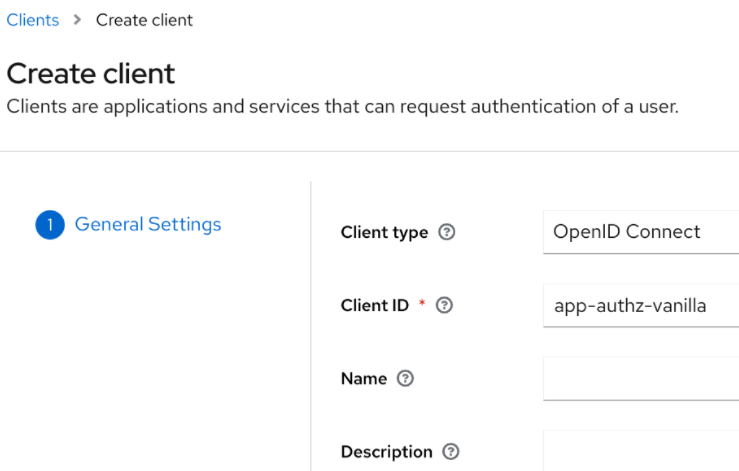 Clients > Create client
Create client
Clients are applications and services that can request authentication of a user.
1 General Settings
Client type ? OpenID Connect
Client ID * ? app-authz-vanilla
Name ?
Description ?